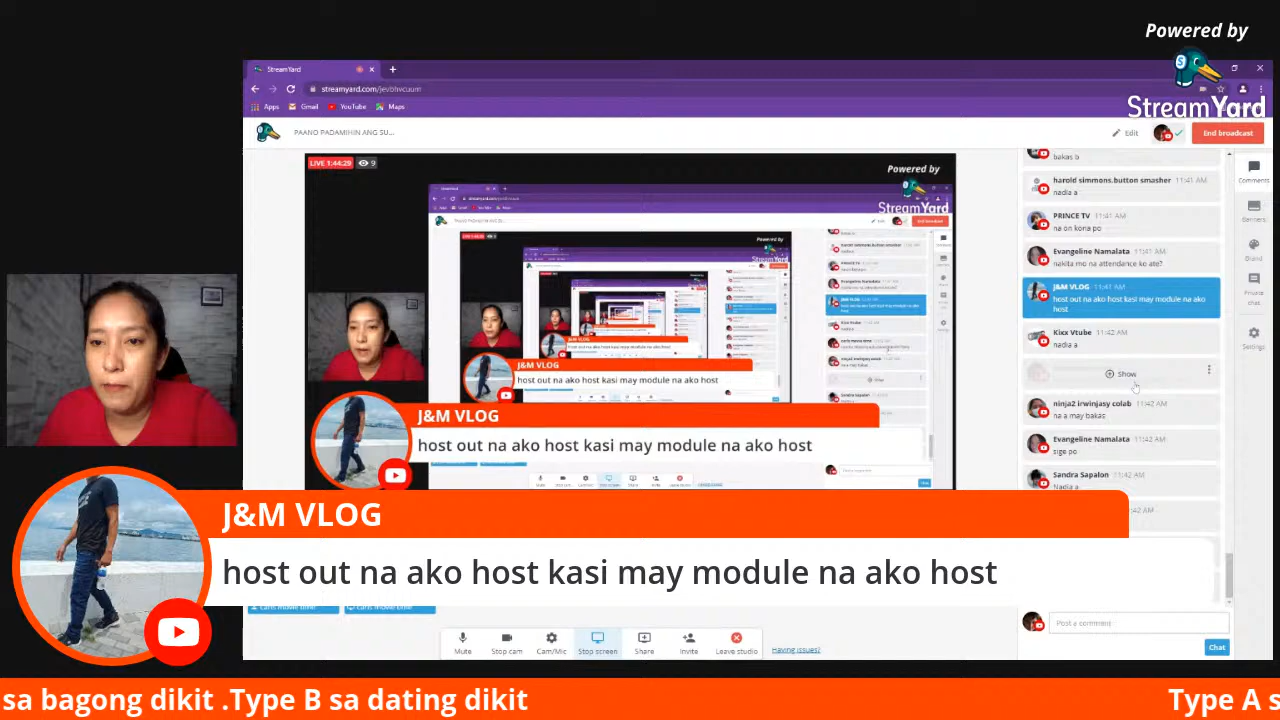 Powered by
StreamYard
StreamYard
streamyard.com/jevbhvcuum
Apps
Gmail
YouTube
Maps
PAANO PADAMIHIN ANG SU...
Edit
End broadcast
LIVE 1:44:29
9
Powered by
StreamYard
End broadcast
J&M VLOG
host out na ako host kasi may module na ako host
J&M VLOG
host out na ako host kasi may module na ako host
bakas b
harold simmons.button smasher 11:41 AM
nadia a
PRINCE TV 11:41 AM
na on kona po
Evangeline Namalata 11:41 AM
nakita mo na attendance ko ate?
J&M VLOG 11:41 AM
host out na ako host kasi may module na ako
host
Kixx Vtube 11:42 AM
nadia a
Show
ninja2 irwinjasy colab 11:42 AM
na a may bakas
Evangeline Namalata 11:42 AM
sige po
Sandra Sapalon 11:42 AM
Nadia a
:42 AM
Comments
Banners
Brand
Private
chat
Settings
Post a comment
Chat
J&M VLOG
host out na ako host kasi may module na ako host
Mute
Stop cam
Cam/Mic
Stop screen
Share
Invite
Leave studio
Having issues?
sa bagong dikit .Type B sa dating dikit
Type A s